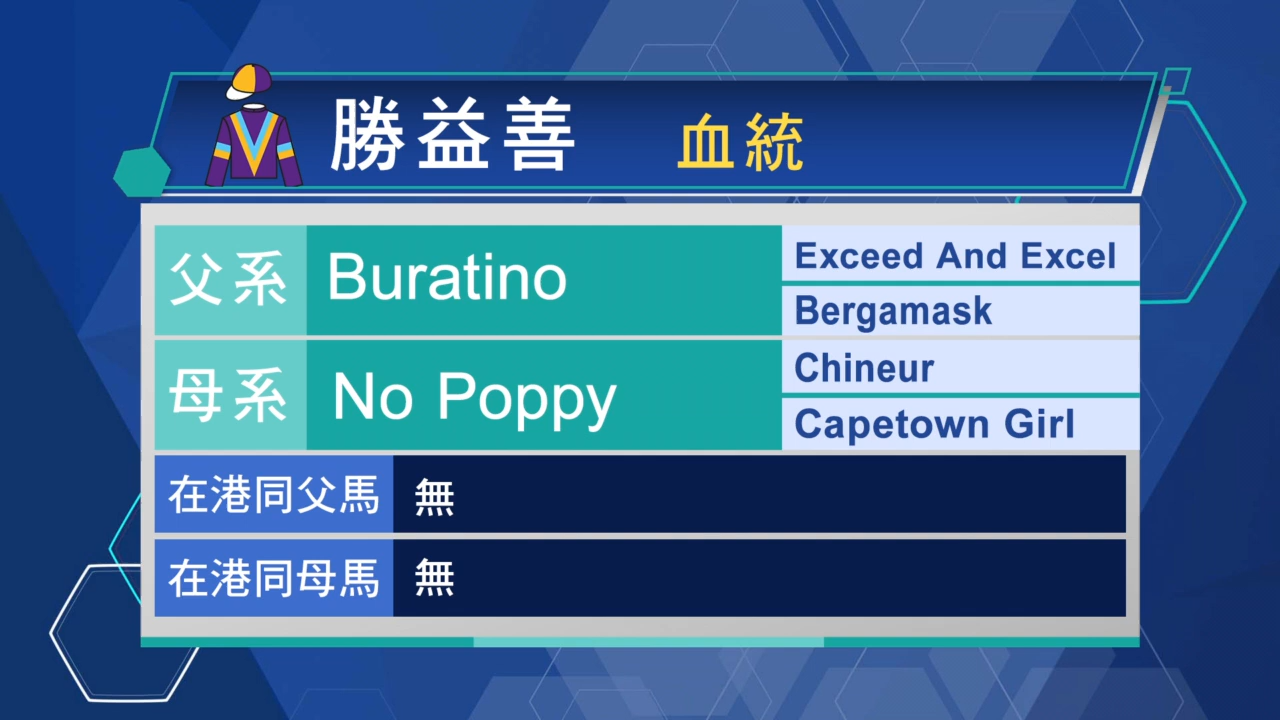 勝益善 血統
父系 Buratino
Exceed And Excel
Bergamask
母系 No Poppy
Chineur
Capetown Girl
在港同父馬 無
在港同母馬 無